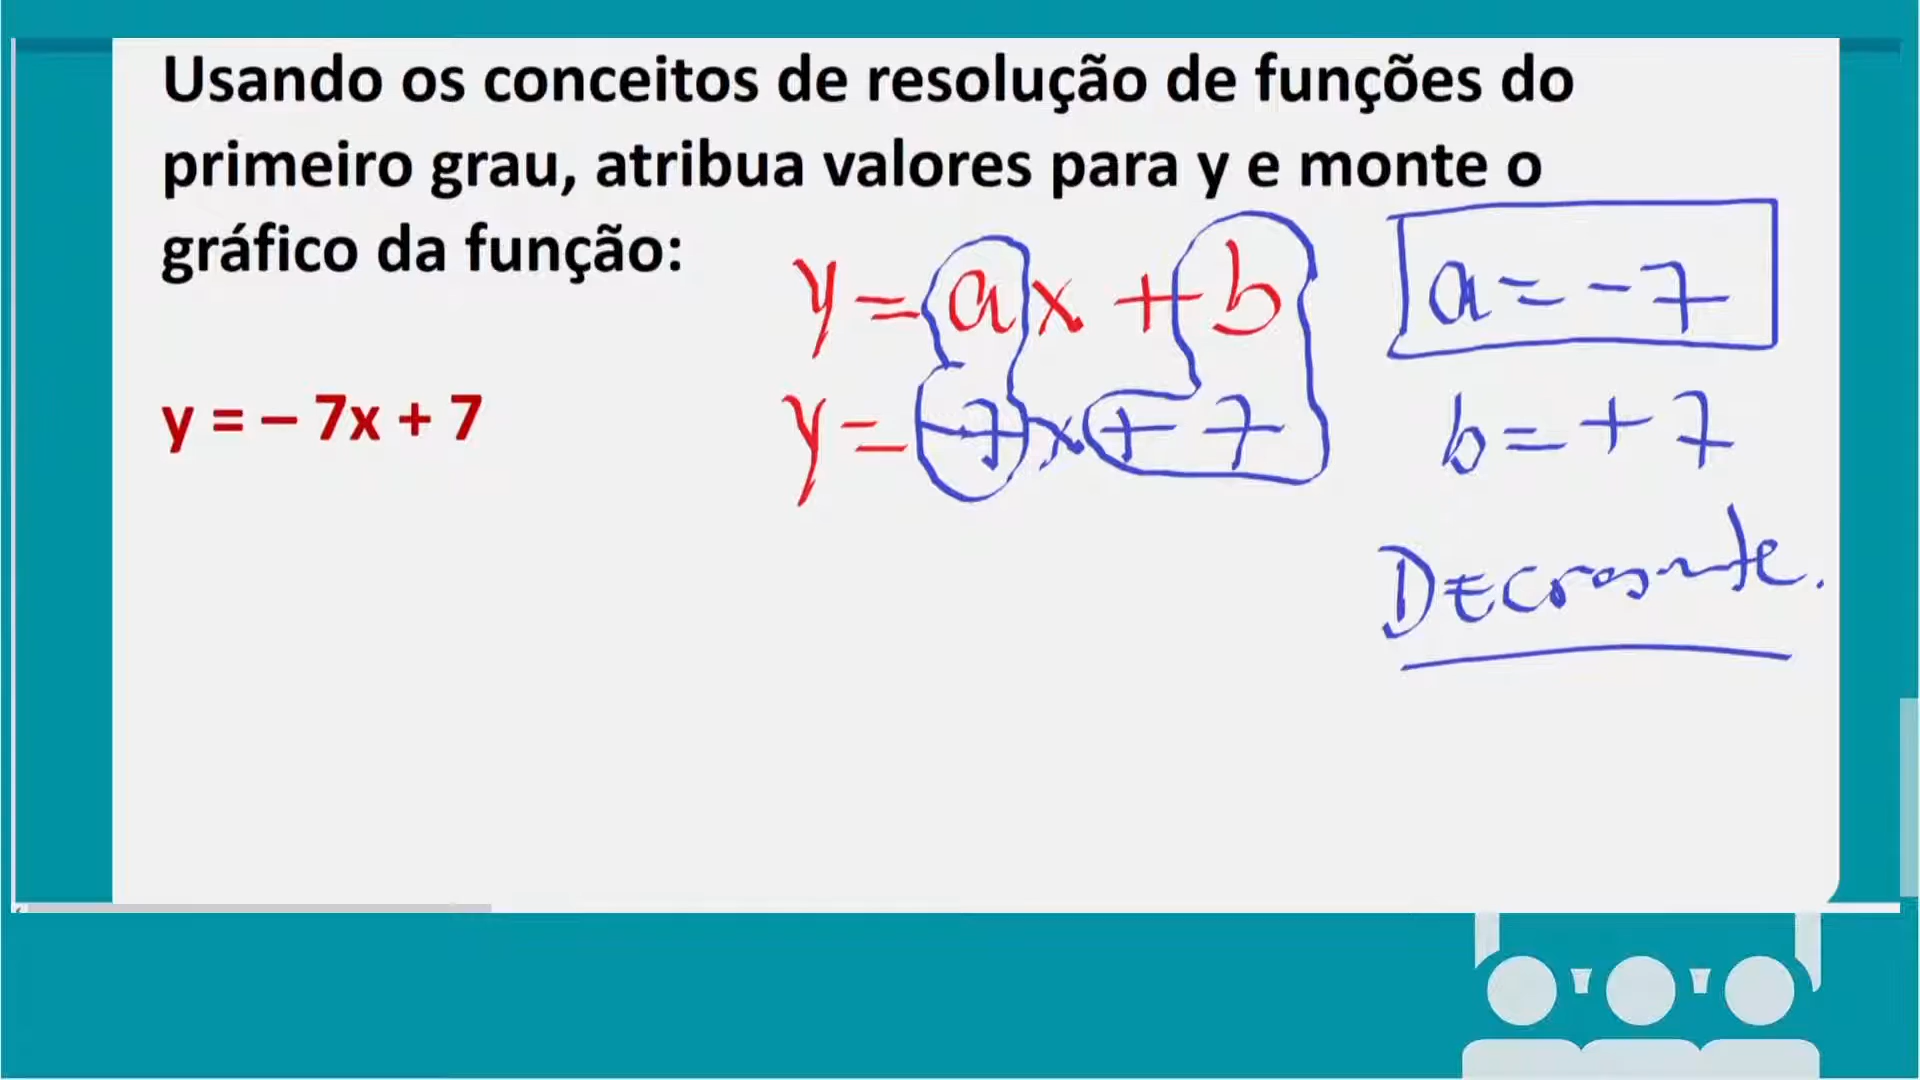 Usando os conceitos de resolução de funções do
primeiro grau, atribua valores para y e monte o
gráfico da função:
y = ax + b
a = - 7
y = – 7x + 7
y = -7x + 7
b = + 7
Decrescente.